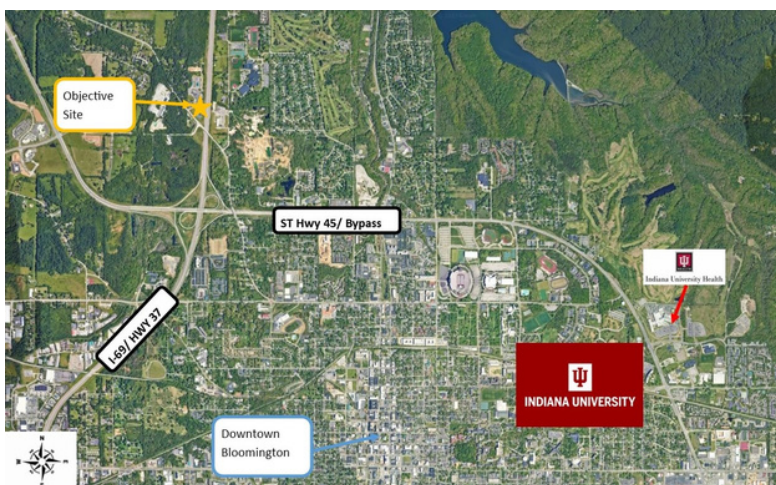 Objective
Site
ST Hwy 45/ Bypass
Indiana University Health
I-69/ HWY 37
INDIANA UNIVERSITY
Downtown
Bloomington
N